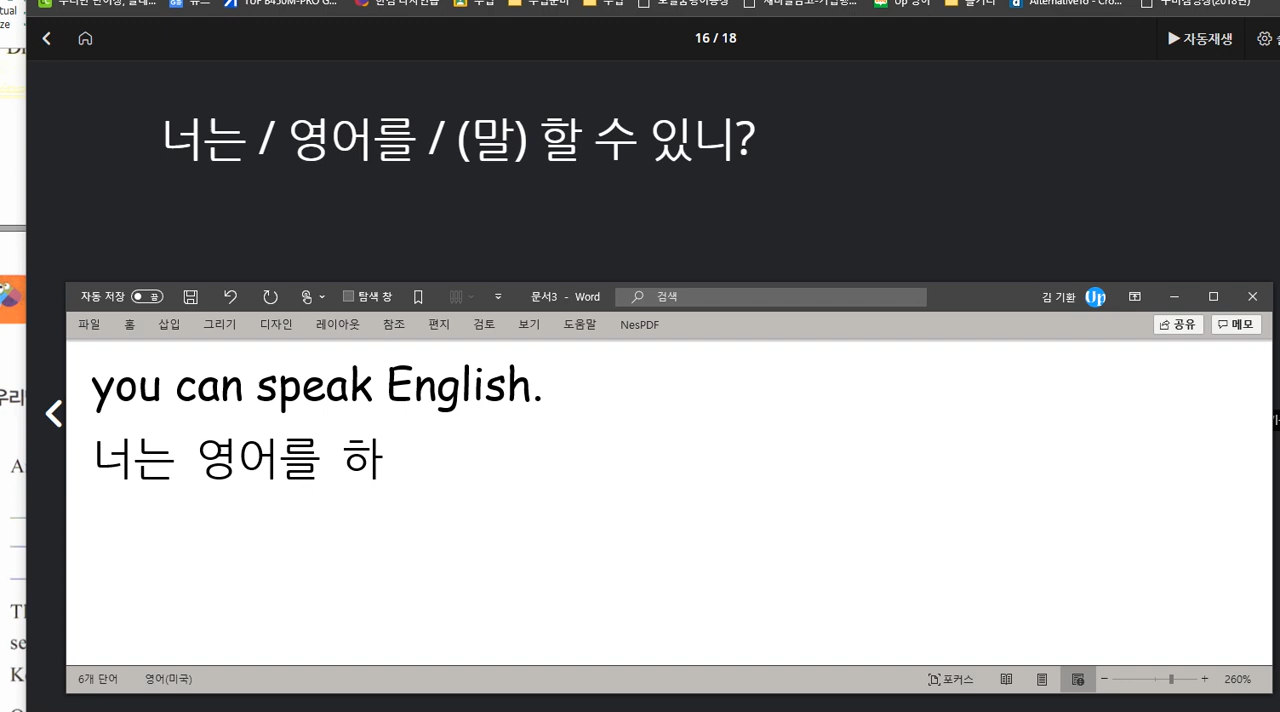 뉴스
16 / 18
자동재생
너는 / 영어를 / (말) 할 수 있니?
자동 저장 끔
탐색 창
문서3 - Word
검색
김 기환
Up
파일 홈 삽입 그리기 디자인 레이아웃 참조 편지 검토 보기 도움말 NesPDF
공유
메모
you can speak English.
너는 영어를 하
6개 단어
영어(미국)
포커스
260%